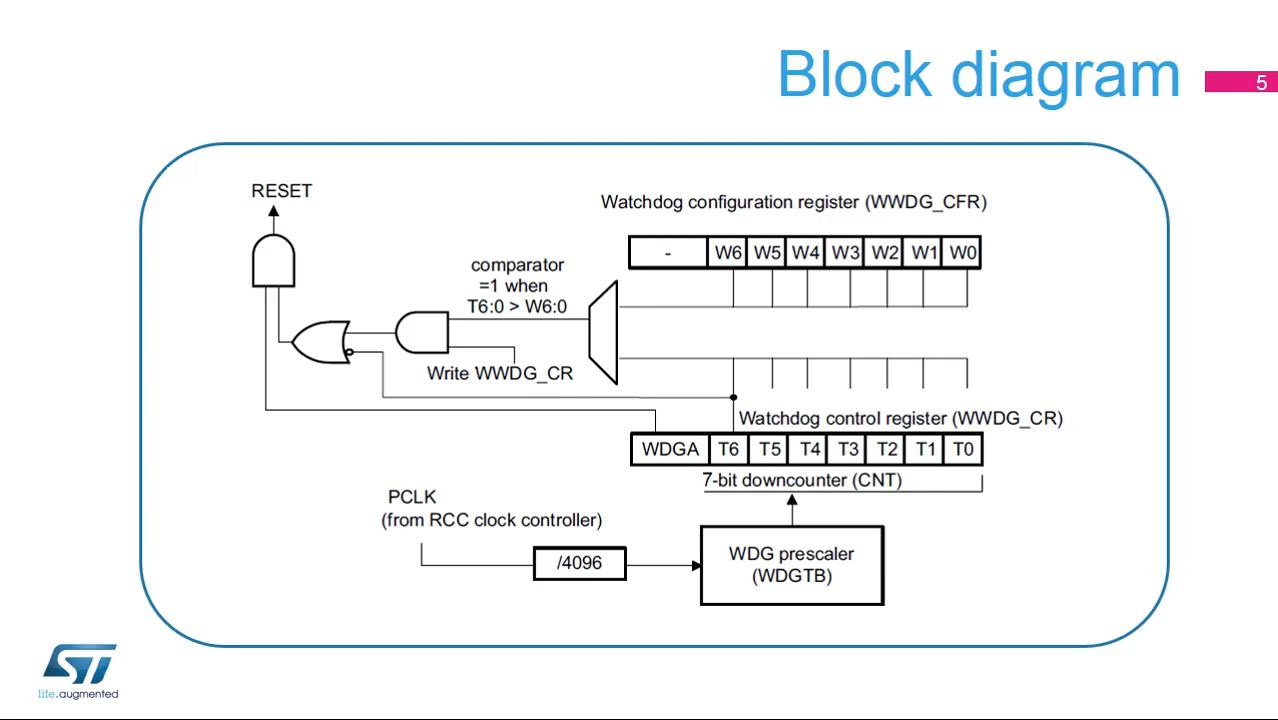 Block diagram
5
RESET
Watchdog configuration register (WWDG_CFR)
- W6 W5 W4 W3 W2 W1 W0
comparator
=1 when
T6:0 > W6:0
Write WWDG_CR
Watchdog control register (WWDG_CR)
WDGA T6 T5 T4 T3 T2 T1 T0
7-bit downcounter (CNT)
PCLK
(from RCC clock controller)
/4096
WDG prescaler
(WDGTB)
ST
life.augmented